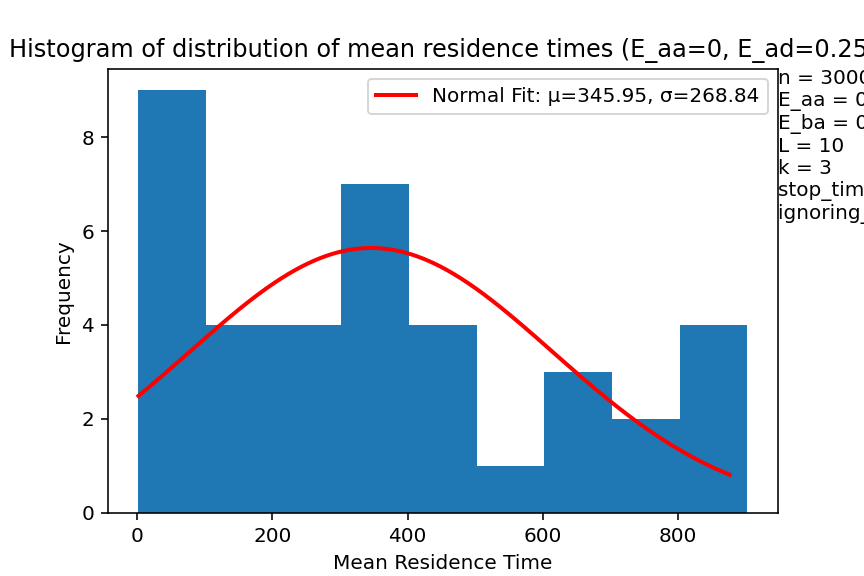 Histogram of distribution of mean residence times (E_aa=0, E_ad=0.25
Normal Fit: μ=345.95, σ=268.84
n = 3000
E_aa = 0
E_ba = 0
L = 10
k = 3
stop_tim
ignoring_
Frequency
8
6
4
2
0
0 200 400 600 800
Mean Residence Time